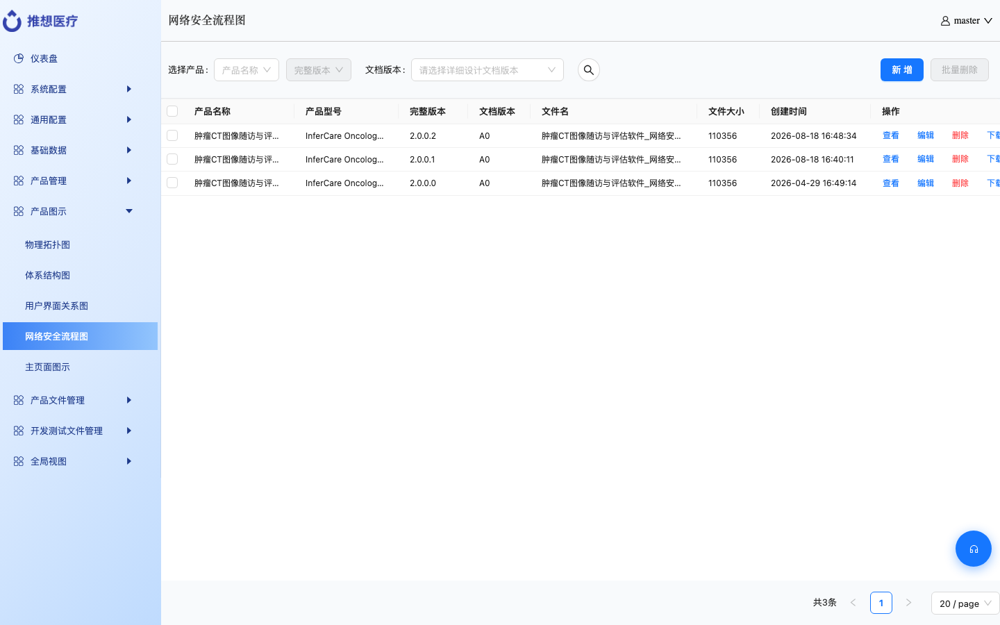 推想医疗
网络安全流程图
master
仪表盘
系统配置
通用配置
基础数据
产品管理
产品图示
物理拓扑图
体系结构图
用户界面关系图
网络安全流程图
主页面图示
产品文件管理
开发测试文件管理
全局视图
选择产品： 产品名称 完整版本 文档版本： 请选择详细设计文档版本 新 增 批量删除
产品名称 产品型号 完整版本 文档版本 文件名 文件大小 创建时间 操作
肿瘤CT图像随访与评... InferCare Oncolog... 2.0.0.2 A0 肿瘤CT图像随访与评估软件_网络安... 110356 2026-08-18 16:48:34 查看 编辑 删除 下载
肿瘤CT图像随访与评... InferCare Oncolog... 2.0.0.1 A0 肿瘤CT图像随访与评估软件_网络安... 110356 2026-08-18 16:40:11 查看 编辑 删除 下载
肿瘤CT图像随访与评... InferCare Oncolog... 2.0.0.0 A0 肿瘤CT图像随访与评估软件_网络安... 110356 2026-04-29 16:49:14 查看 编辑 删除 下载
共3条 1 20 / page